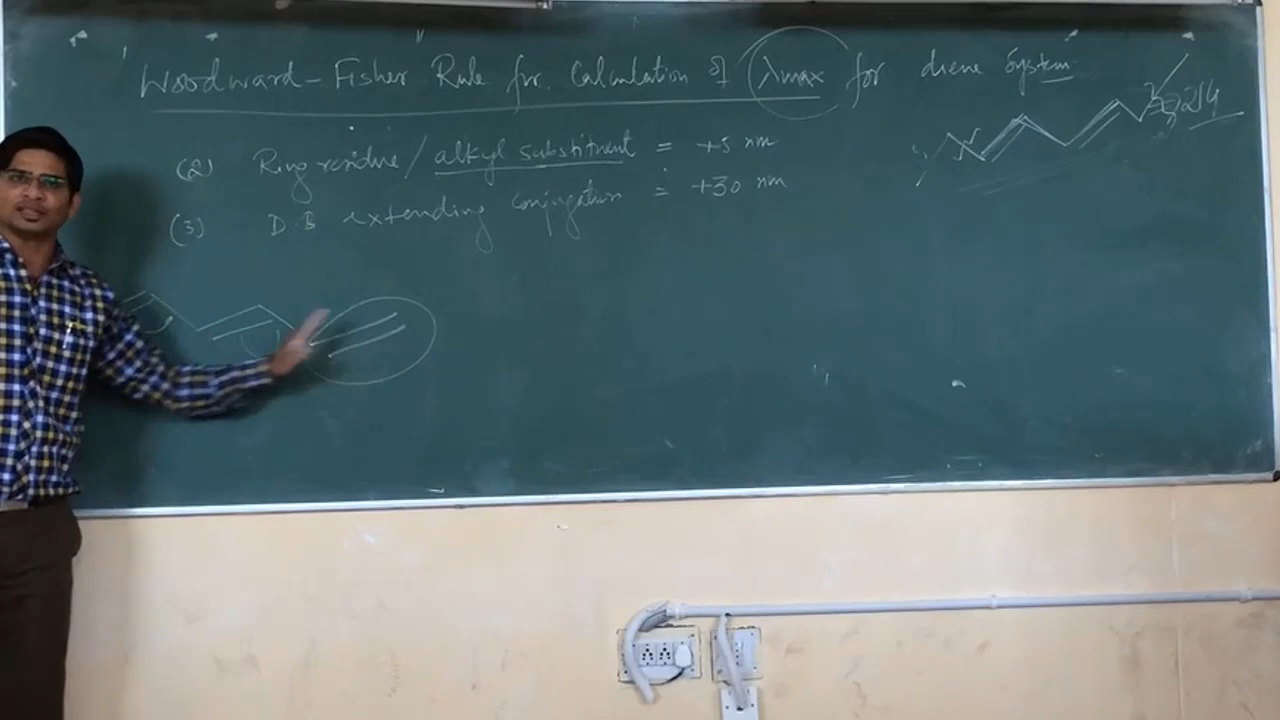 Woodward-Fisher Rule for Calculation of λmax for diene System
214
(2) Ring residue / alkyl substituent = +5 nm
(3) D.B extending conjugation = +30 nm